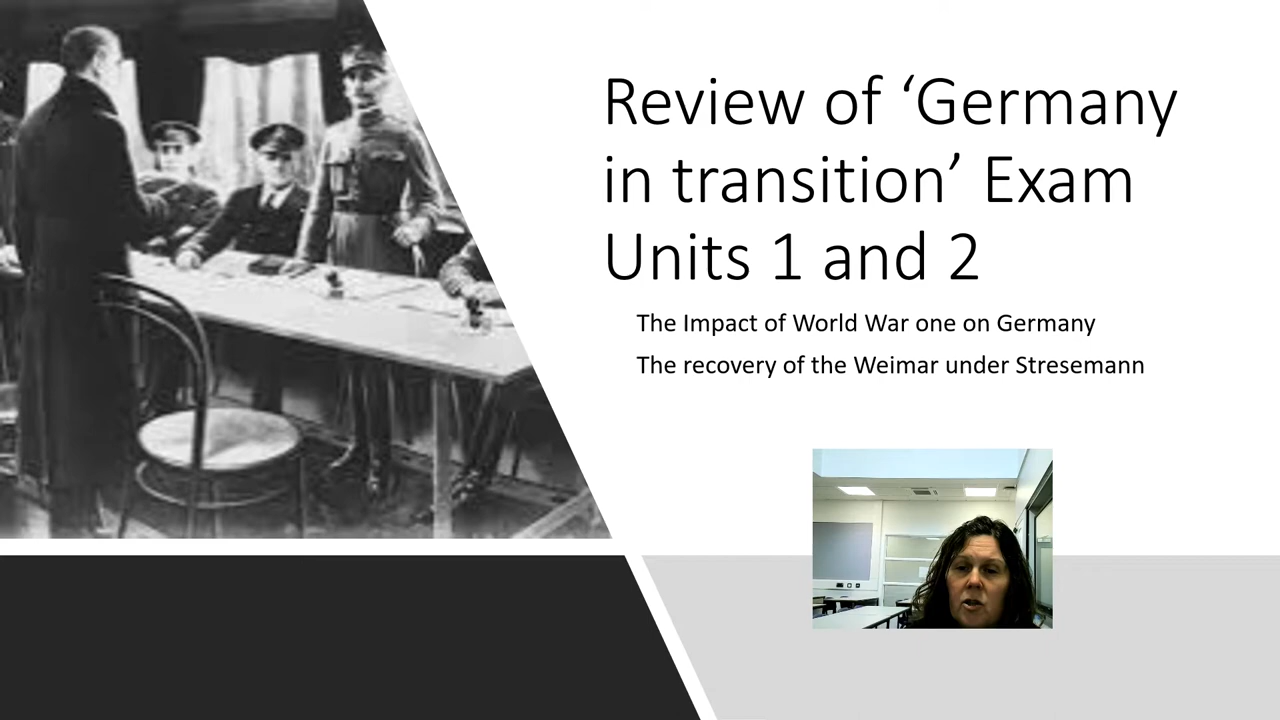 Review of ‘Germany
in transition’ Exam
Units 1 and 2
The Impact of World War one on Germany
The recovery of the Weimar under Stresemann